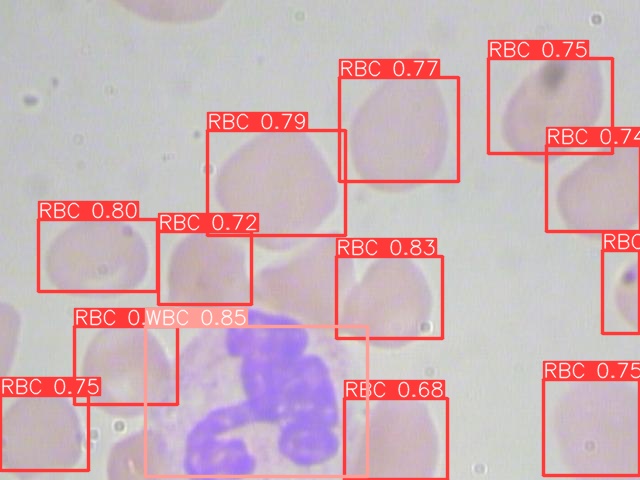 RBC 0.75
RBC 0.77
RBC 0.79
RBC 0.74
RBC 0.80
RBC 0.72
RBC
RBC 0.83
RBC 0.
WBC 0.85
RBC 0.75
RBC 0.75
RBC 0.68